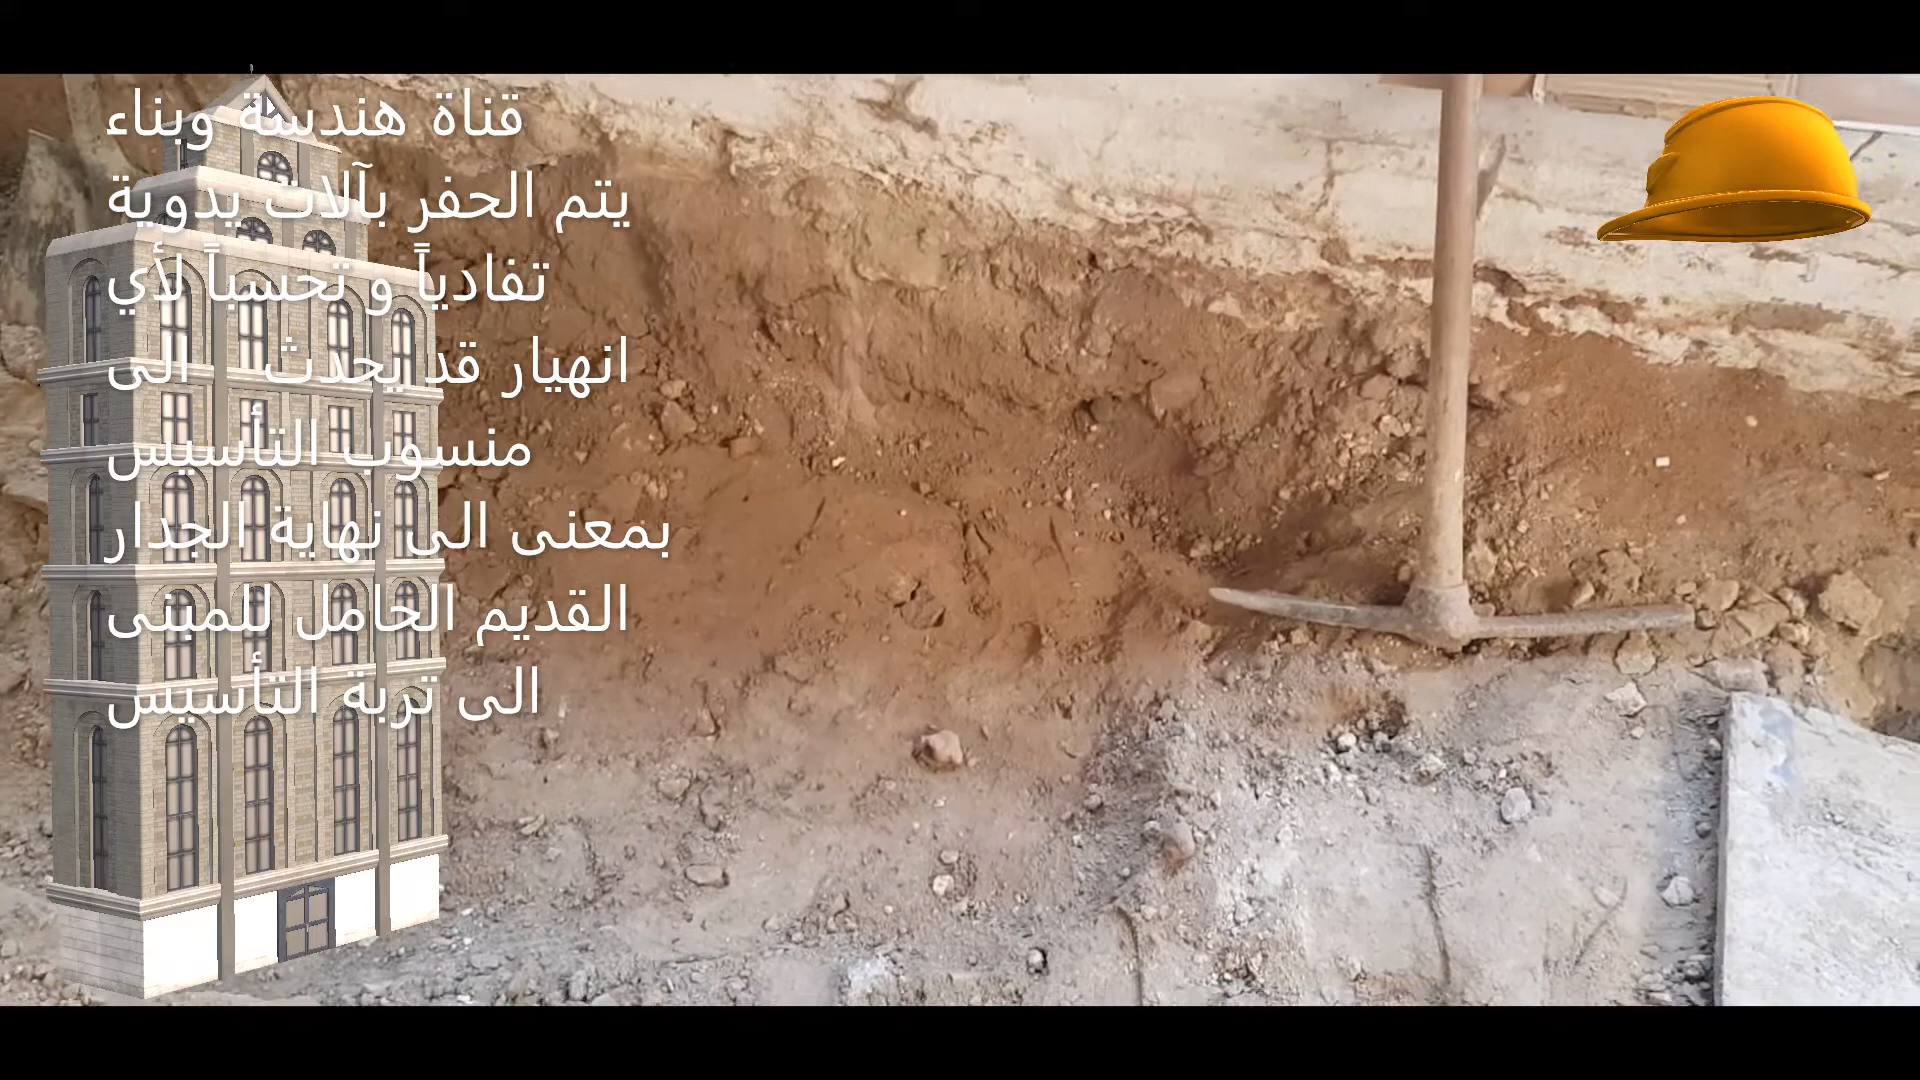 قناة هندسة وبناء
يتم الحفر بآلات يدوية
تفادياً و تحسباً لأي
انهيار قد يحدث الى
منسوب التأسيس
بمعنى الى نهاية الجدار
القديم الحامل للمبنى
الى تربة التأسيس